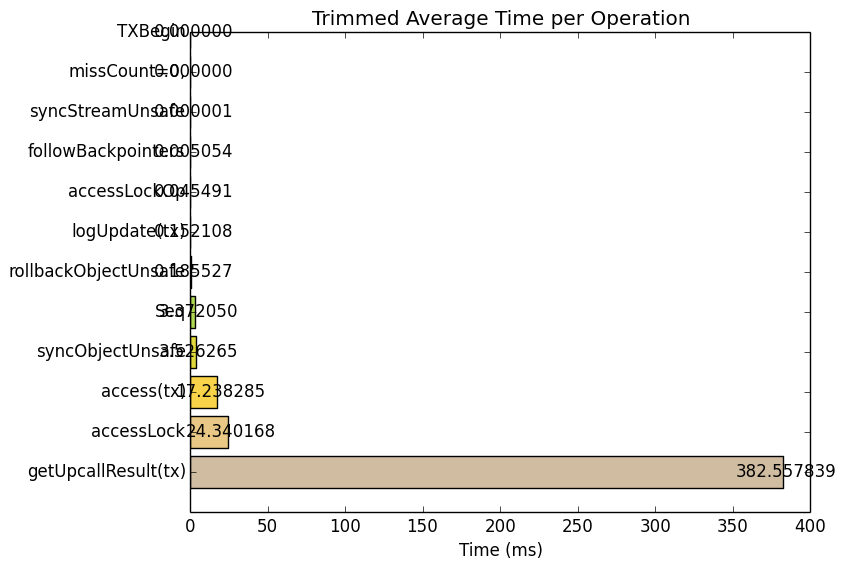 Trimmed Average Time per Operation
TXBegin 0.000000
missCount=0, 0.000000
syncStreamUnsafe 0.000001
followBackpointers 0.005054
accessLockOp 0.045491
logUpdate(tx) 0.152108
rollbackObjectUnsafe 0.185527
Seq 3.372050
syncObjectUnsafe 3.526265
access(tx) 17.238285
accessLock 24.340168
getUpcallResult(tx) 382.557839
0 50 100 150 200 250 300 350 400
Time (ms)